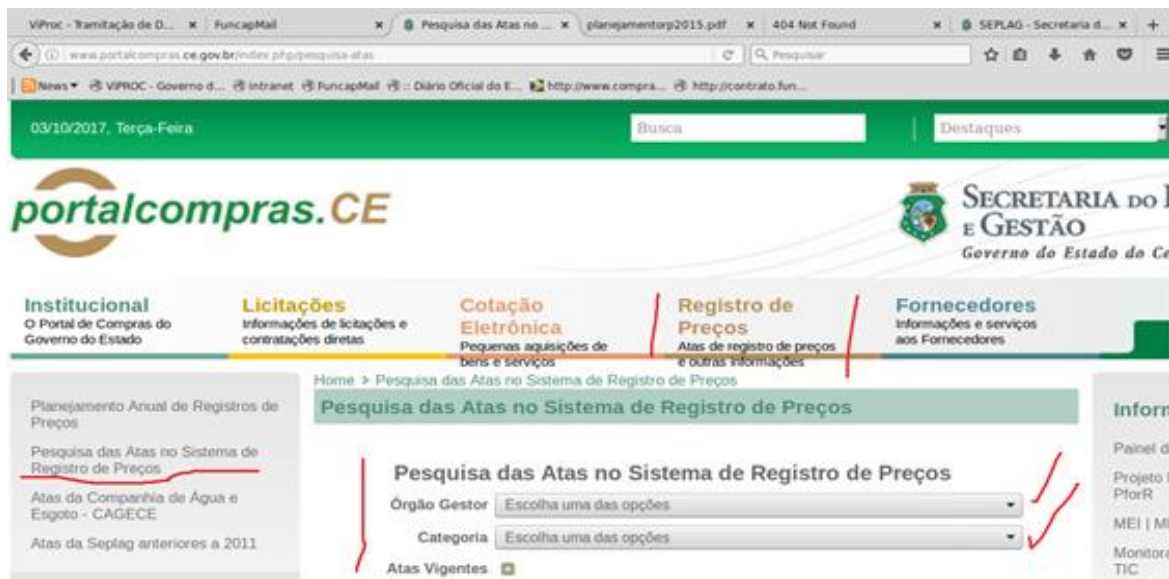 ViProc - Tramitação de D...
FuncapMail
Pesquisa das Atas no ...
planejamentorp2015.pdf
404 Not Found
SEPLAG - Secretaria d...
www.portalcompras.ce.gov.br/index.php/pesquisa-atas
Pesquisar
News
VIPROC - Governo d...
Intranet
FuncapMail
:: Diário Oficial do E...
http://www.compra...
http://contrato.fun...
03/10/2017, Terça-Feira
Busca
Destaques
portalcompras.CE
SECRETARIA DO
E GESTÃO
Governo do Estado do Ce
Institucional
O Portal de Compras do
Governo do Estado
Licitações
Informações de licitações e
contratações diretas
Cotação
Eletrônica
Pequenas aquisições de
bens e serviços
Registro de
Preços
Atas de registro de preços
e outras informações
Fornecedores
Informações e serviços
aos Fornecedores
Planejamento Anual de Registros de
Preços
Pesquisa das Atas no Sistema de
Registro de Preços
Atas da Companhia de Água e
Esgoto - CAGECE
Atas da Seplag anteriores a 2011
Home > Pesquisa das Atas no Sistema de Registro de Preços
Pesquisa das Atas no Sistema de Registro de Preços
Pesquisa das Atas no Sistema de Registro de Preços
Órgão Gestor Escolha uma das opções
Categoria Escolha uma das opções
Atas Vigentes
Inform
Painel d
Projeto
PforR
MEI |
Monitora
TIC